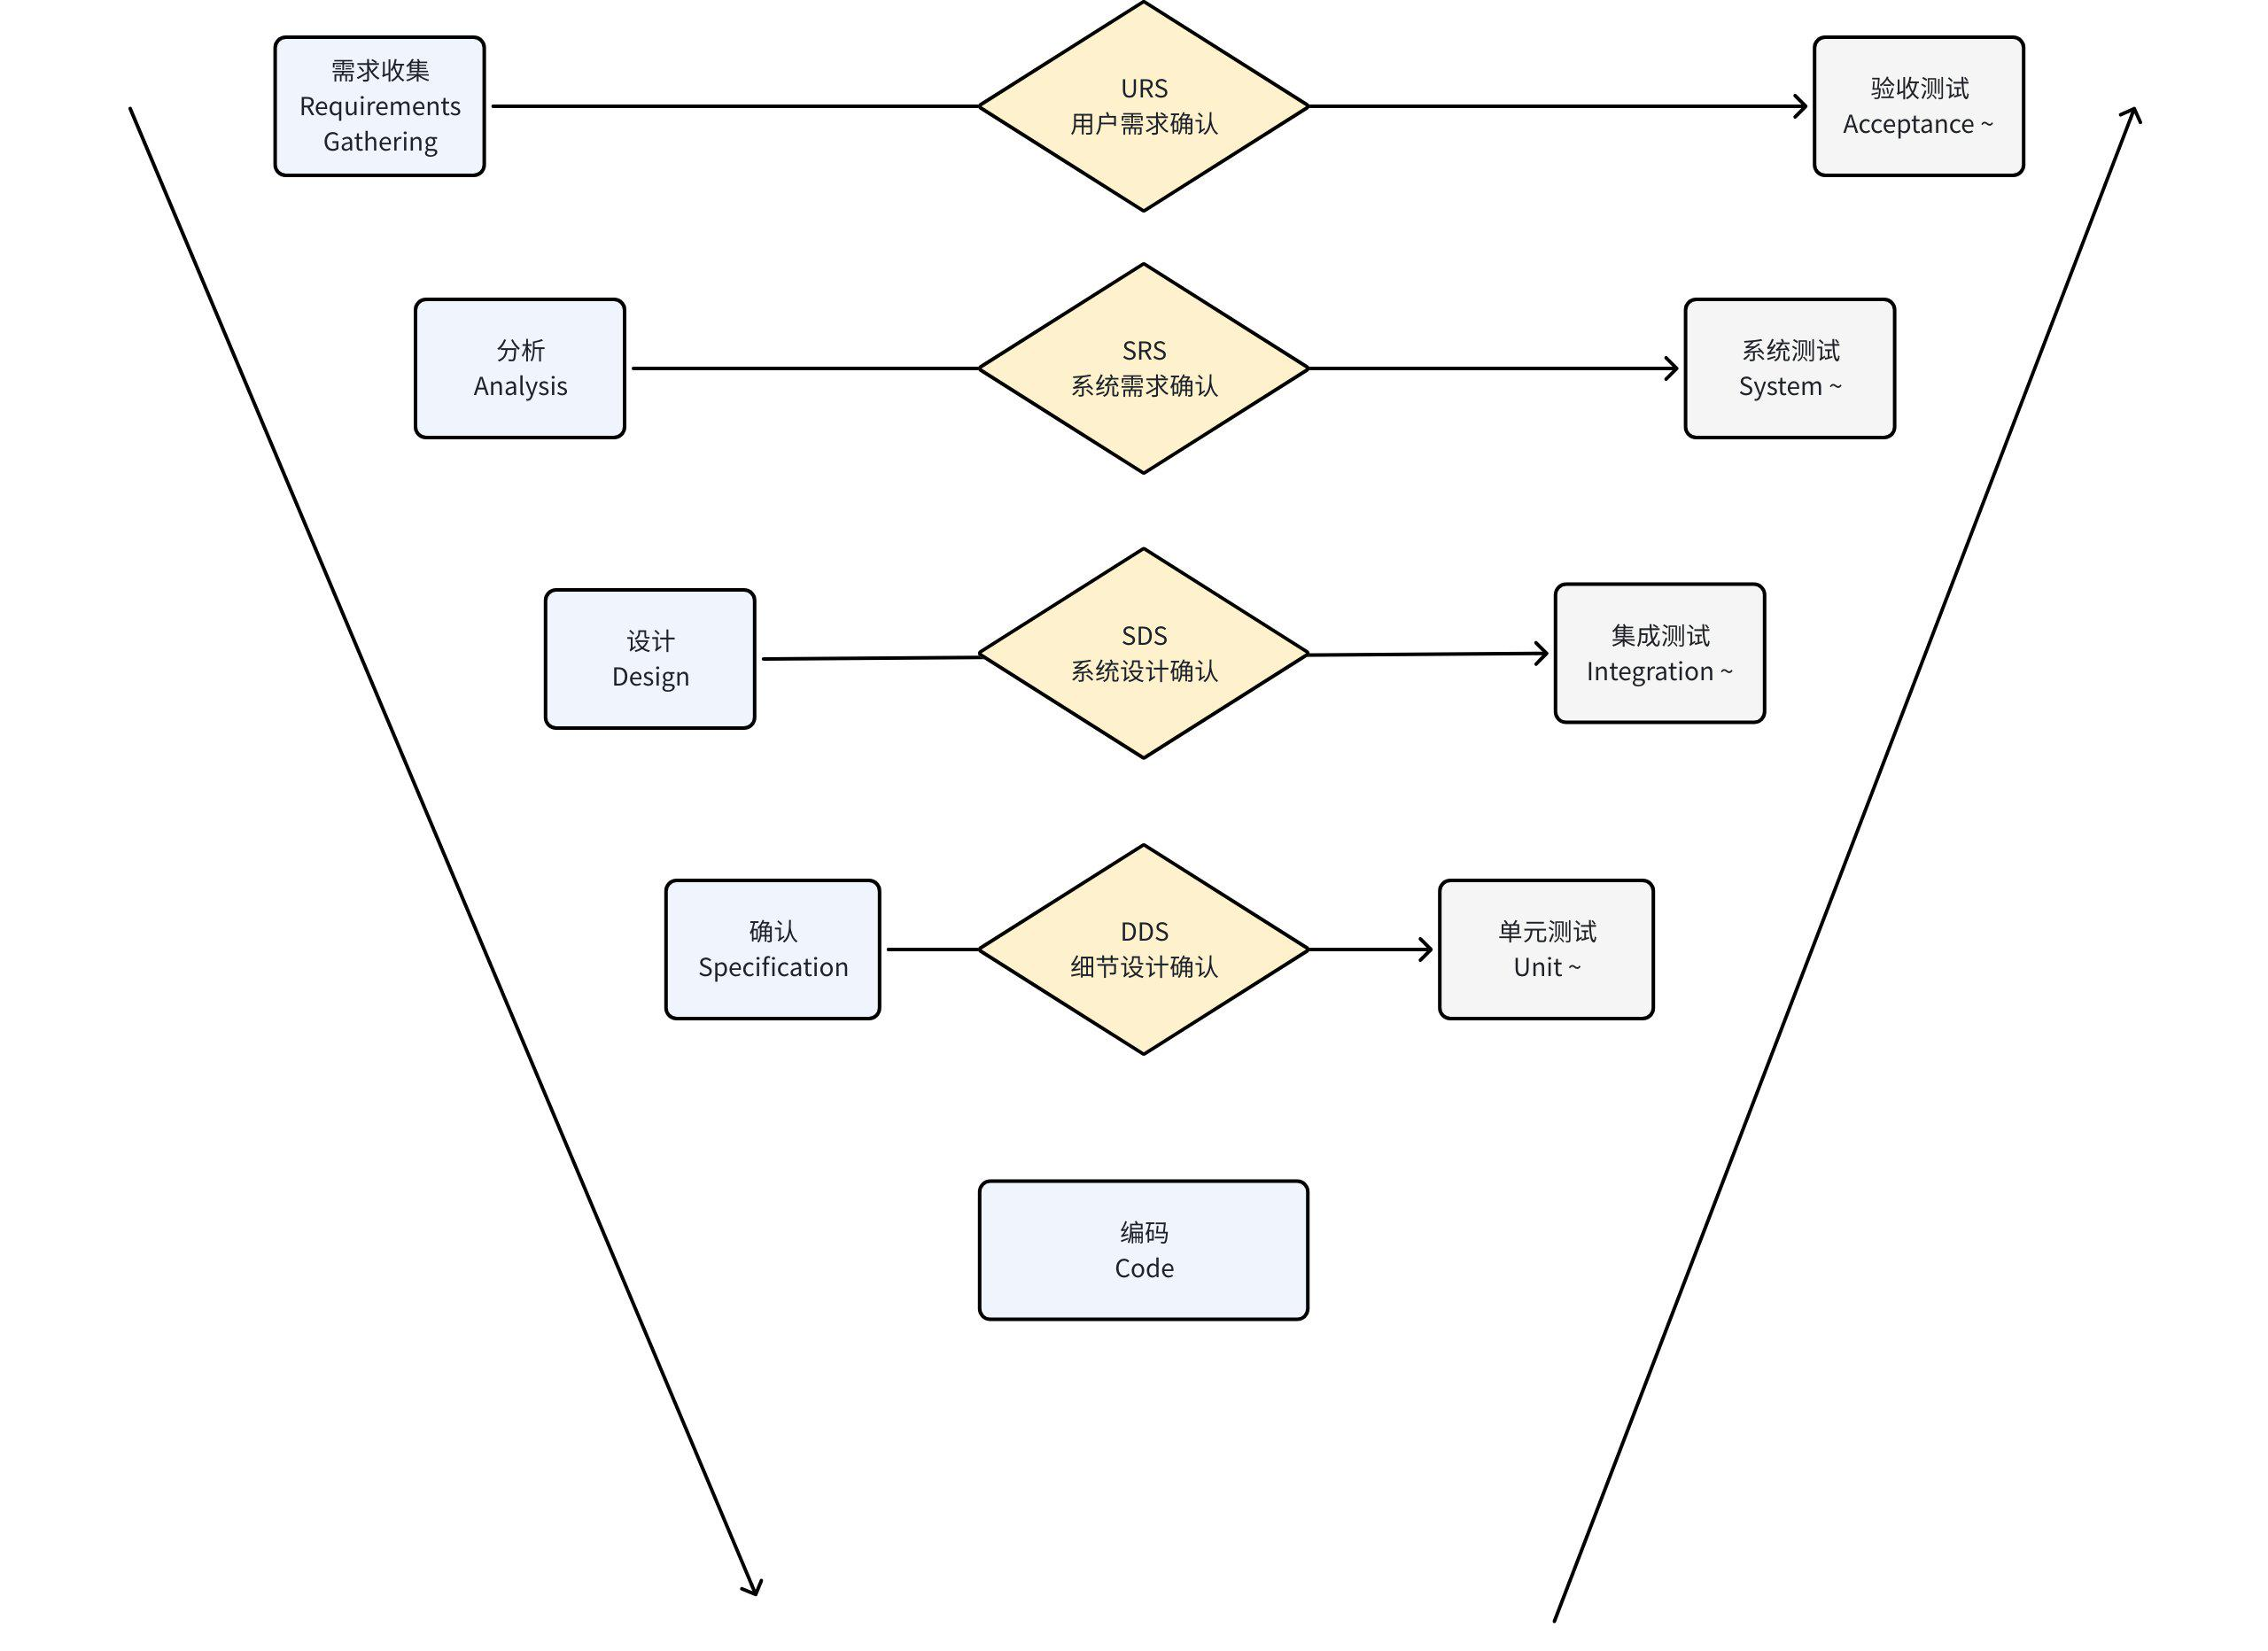 需求收集
Requirements
Gathering
URS
用户需求确认
验收测试
Acceptance ~
分析
Analysis
SRS
系统需求确认
系统测试
System ~
设计
Design
SDS
系统设计确认
集成测试
Integration ~
确认
Specification
DDS
细节设计确认
单元测试
Unit ~
编码
Code